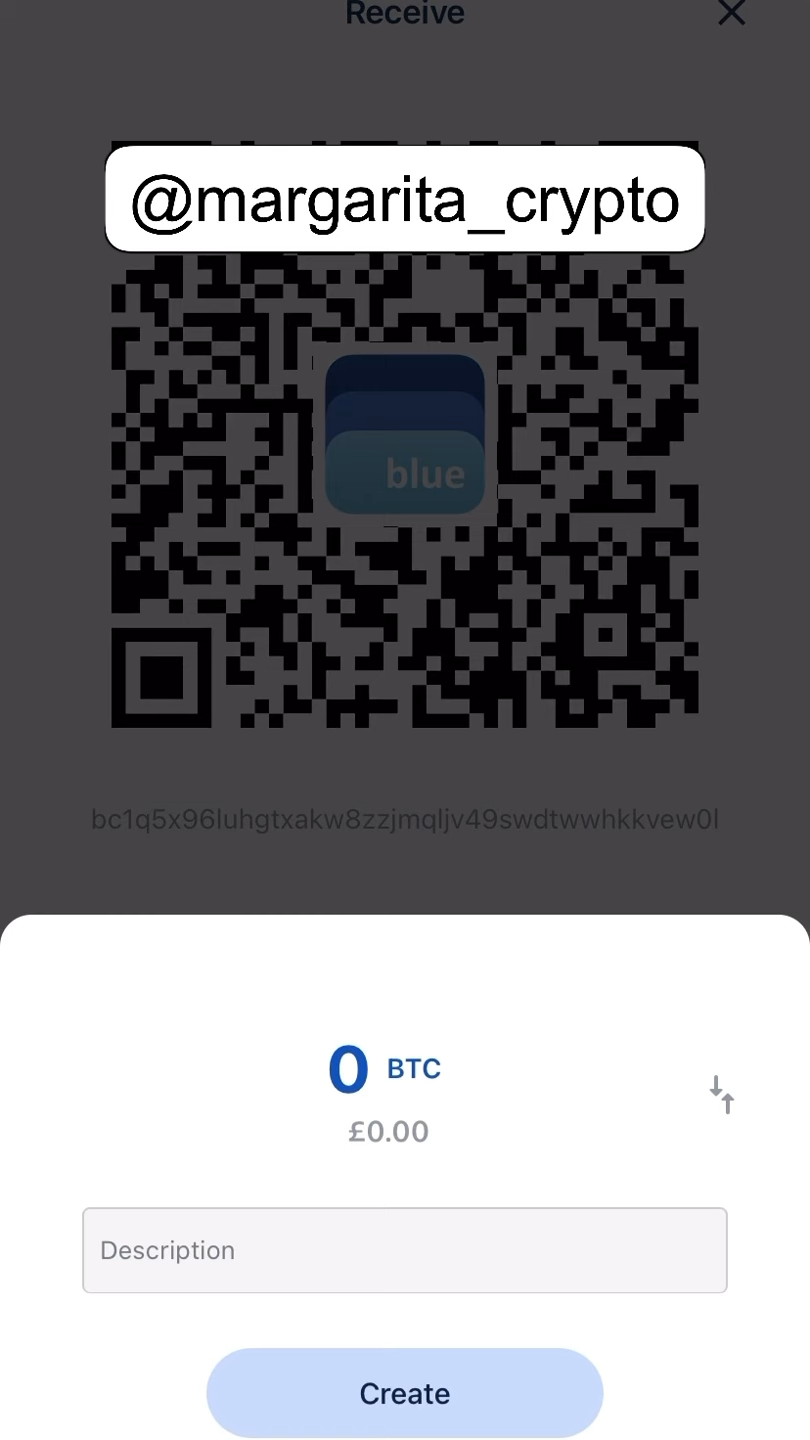 Receive
@margarita_crypto
blue
bc1q5x96luhgtxakw8zzjmqljv49swdtwwhkkvew0l
0 BTC
£0.00
Description
Create